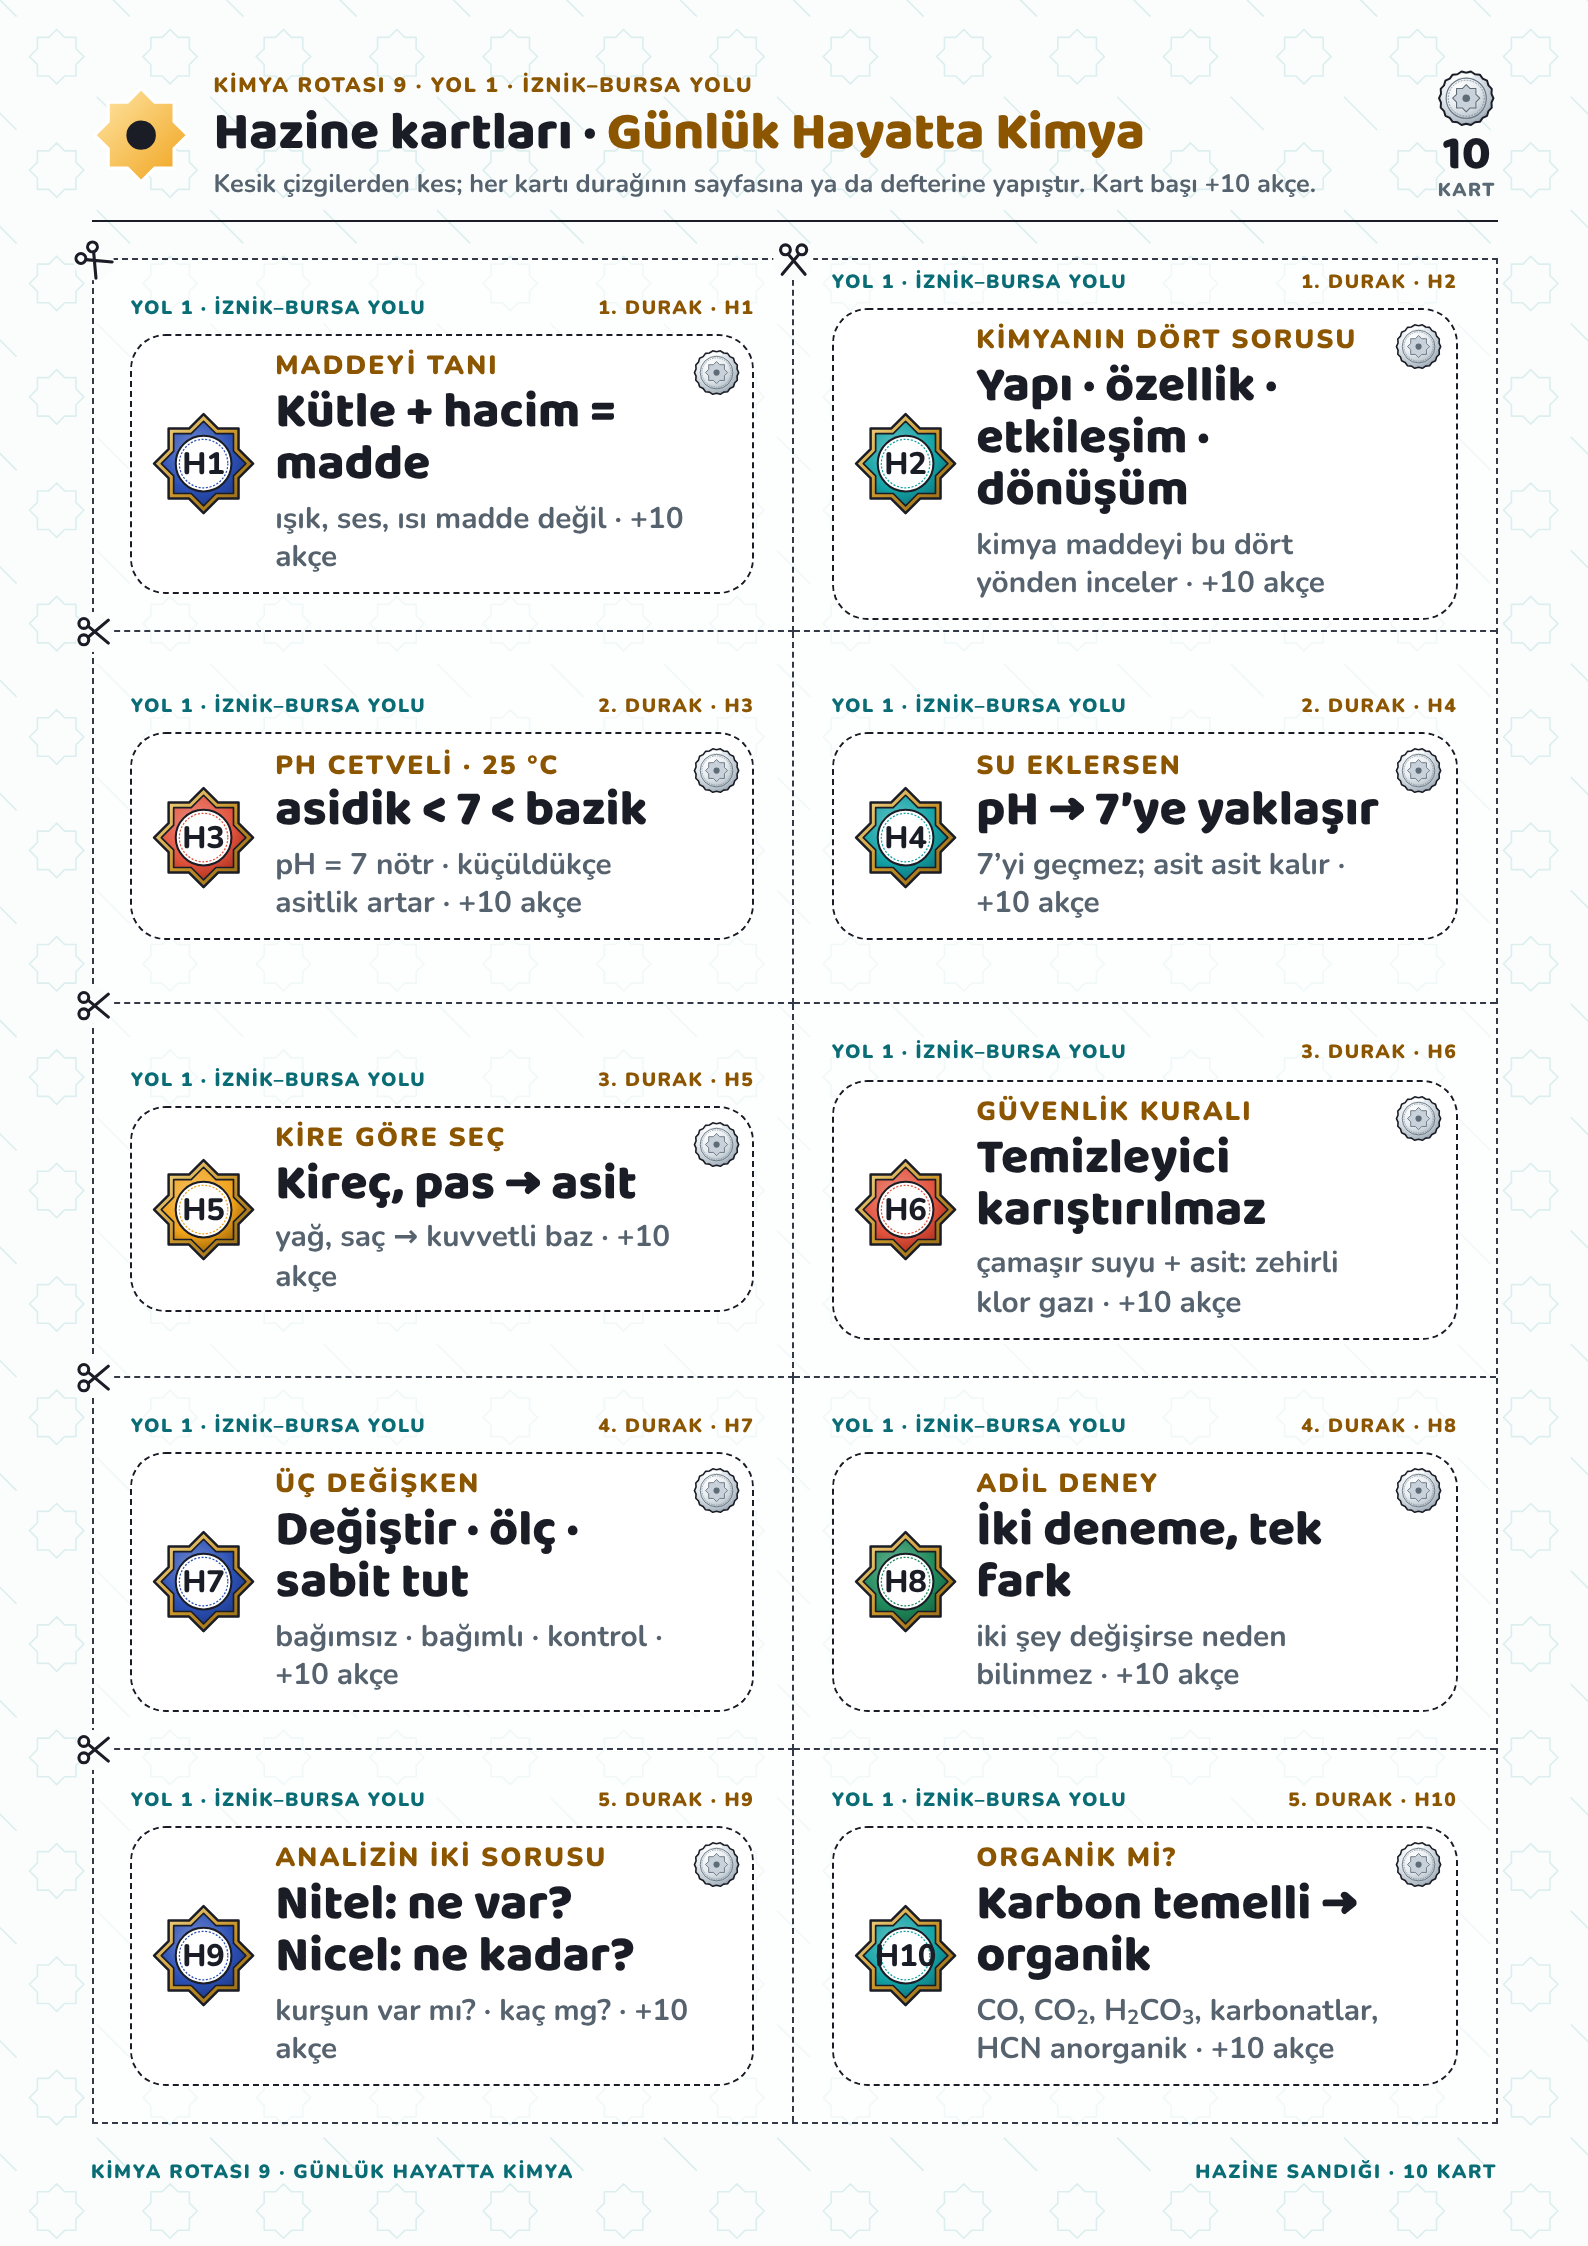 KİMYA ROTASI 9 · YOL 1 · İZNİK–BURSA YOLU
Hazine kartları · Günlük Hayatta Kimya
Kesik çizgilerden kes; her kartı durağının sayfasına ya da defterine yapıştır. Kart başı +10 akçe.
10
KART
YOL 1 · İZNİK–BURSA YOLU
1. DURAK · H1
MADDEYİ TANI
H1
Kütle + hacim =
madde
ışık, ses, ısı madde değil · +10
akçe
YOL 1 · İZNİK–BURSA YOLU
1. DURAK · H2
KİMYANIN DÖRT SORUSU
H2
Yapı · özellik ·
etkileşim ·
dönüşüm
kimya maddeyi bu dört
yönden inceler · +10 akçe
YOL 1 · İZNİK–BURSA YOLU
2. DURAK · H3
PH CETVELİ · 25 °C
H3
asidik < 7 < bazik
pH = 7 nötr · küçüldükçe
asitlik artar · +10 akçe
YOL 1 · İZNİK–BURSA YOLU
2. DURAK · H4
SU EKLERSEN
H4
pH → 7’ye yaklaşır
7’yi geçmez; asit asit kalır ·
+10 akçe
YOL 1 · İZNİK–BURSA YOLU
3. DURAK · H5
KİRE GÖRE SEÇ
H5
Kireç, pas → asit
yağ, saç → kuvvetli baz · +10
akçe
YOL 1 · İZNİK–BURSA YOLU
3. DURAK · H6
GÜVENLİK KURALI
H6
Temizleyici
karıştırılmaz
çamaşır suyu + asit: zehirli
klor gazı · +10 akçe
YOL 1 · İZNİK–BURSA YOLU
4. DURAK · H7
ÜÇ DEĞİŞKEN
H7
Değiştir · ölç ·
sabit tut
bağımsız · bağımlı · kontrol ·
+10 akçe
YOL 1 · İZNİK–BURSA YOLU
4. DURAK · H8
ADİL DENEY
H8
İki deneme, tek
fark
iki şey değişirse neden
bilinmez · +10 akçe
YOL 1 · İZNİK–BURSA YOLU
5. DURAK · H9
ANALİZİN İKİ SORUSU
H9
Nitel: ne var?
Nicel: ne kadar?
kurşun var mı? · kaç mg? · +10
akçe
YOL 1 · İZNİK–BURSA YOLU
5. DURAK · H10
ORGANİK Mİ?
H10
Karbon temelli →
organik
CO, CO₂, H₂CO₃, karbonatlar,
HCN anorganik · +10 akçe
KİMYA ROTASI 9 · GÜNLÜK HAYATTA KİMYA
HAZİNE SANDIĞI · 10 KART